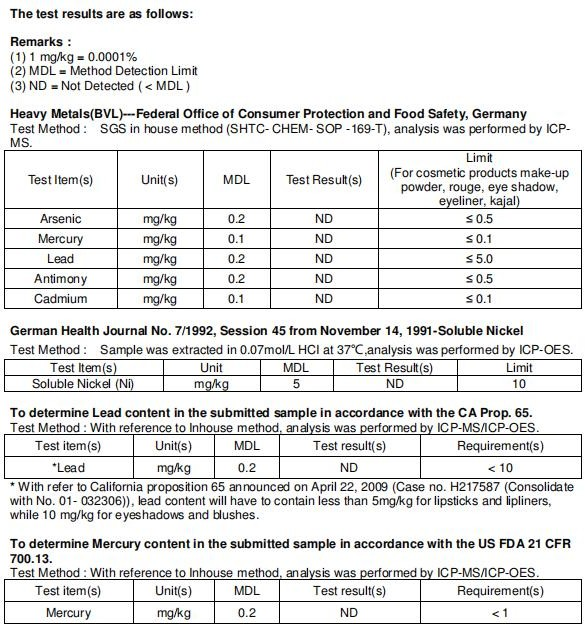 The test results are as follows:
Remarks :
(1) 1 mg/kg = 0.0001%
(2) MDL = Method Detection Limit
(3) ND = Not Detected ( < MDL )
Heavy Metals(BVL)---Federal Office of Consumer Protection and Food Safety, Germany
Test Method : SGS in house method (SHTC- CHEM- SOP -169-T), analysis was performed by ICP-
MS.
Test Item(s) Unit(s) MDL Test Result(s) Limit
(For cosmetic products make-up
powder, rouge, eye shadow,
eyeliner, kajal)
Arsenic mg/kg 0.2 ND ≤ 0.5
Mercury mg/kg 0.1 ND ≤ 0.1
Lead mg/kg 0.2 ND ≤ 5.0
Antimony mg/kg 0.2 ND ≤ 0.5
Cadmium mg/kg 0.1 ND ≤ 0.1
German Health Journal No. 7/1992, Session 45 from November 14, 1991-Soluble Nickel
Test Method : Sample was extracted in 0.07mol/L HCl at 37℃,analysis was performed by ICP-OES.
Test Item(s) Unit MDL Test Result(s) Limit
Soluble Nickel (Ni) mg/kg 5 ND 10
To determine Lead content in the submitted sample in accordance with the CA Prop. 65.
Test Method : With reference to Inhouse method, analysis was performed by ICP-MS/ICP-OES.
Test item(s) Unit(s) MDL Test result(s) Requirement(s)
*Lead mg/kg 0.2 ND < 10
* With refer to California proposition 65 announced on April 22, 2009 (Case no. H217587 (Consolidate
with No. 01- 032306)), lead content will have to contain less than 5mg/kg for lipsticks and lipliners,
while 10 mg/kg for eyeshadows and blushes.
To determine Mercury content in the submitted sample in accordance with the US FDA 21 CFR
700.13.
Test Method : With reference to Inhouse method, analysis was performed by ICP-MS/ICP-OES.
Test item(s) Unit(s) MDL Test result(s) Requirement(s)
Mercury mg/kg 0.2 ND < 1